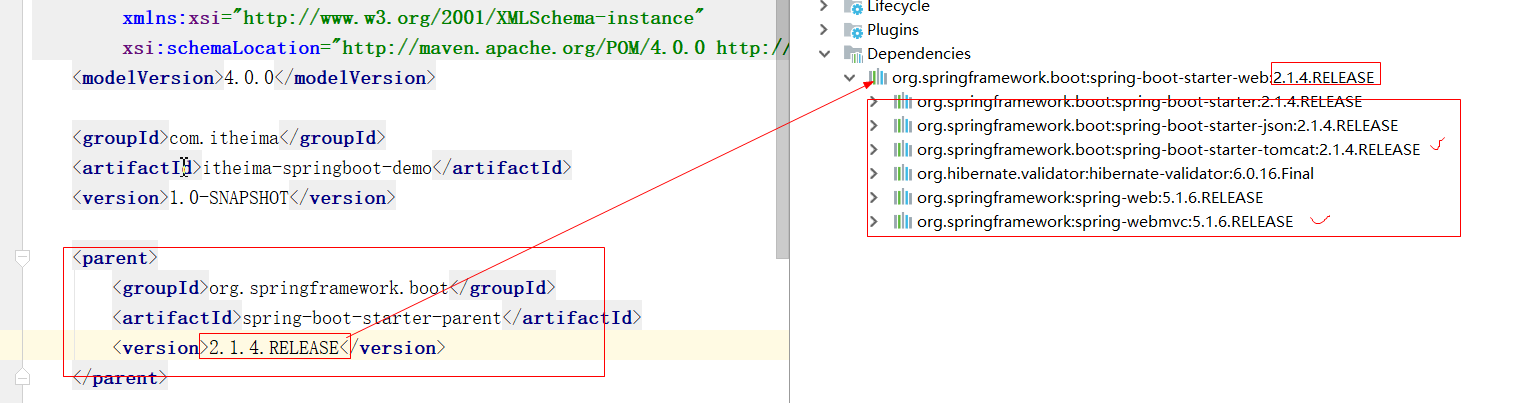 xmlns:xsi="http://www.w3.org/2001/XMLSchema-instance"
xsi:schemaLocation="http://maven.apache.org/POM/4.0.0 http://
<modelVersion>4.0.0</modelVersion>
<groupId>com.itheima</groupId>
<artifactId>itheima-springboot-demo</artifactId>
<version>1.0-SNAPSHOT</version>
<parent>
<groupId>org.springframework.boot</groupId>
<artifactId>spring-boot-starter-parent</artifactId>
<version>2.1.4.RELEASE</version>
</parent>
Lifecycle
Plugins
Dependencies
org.springframework.boot:spring-boot-starter-web:2.1.4.RELEASE
org.springframework.boot:spring-boot-starter:2.1.4.RELEASE
org.springframework.boot:spring-boot-starter-json:2.1.4.RELEASE
org.springframework.boot:spring-boot-starter-tomcat:2.1.4.RELEASE
org.hibernate.validator:hibernate-validator:6.0.16.Final
org.springframework:spring-web:5.1.6.RELEASE
org.springframework:spring-webmvc:5.1.6.RELEASE